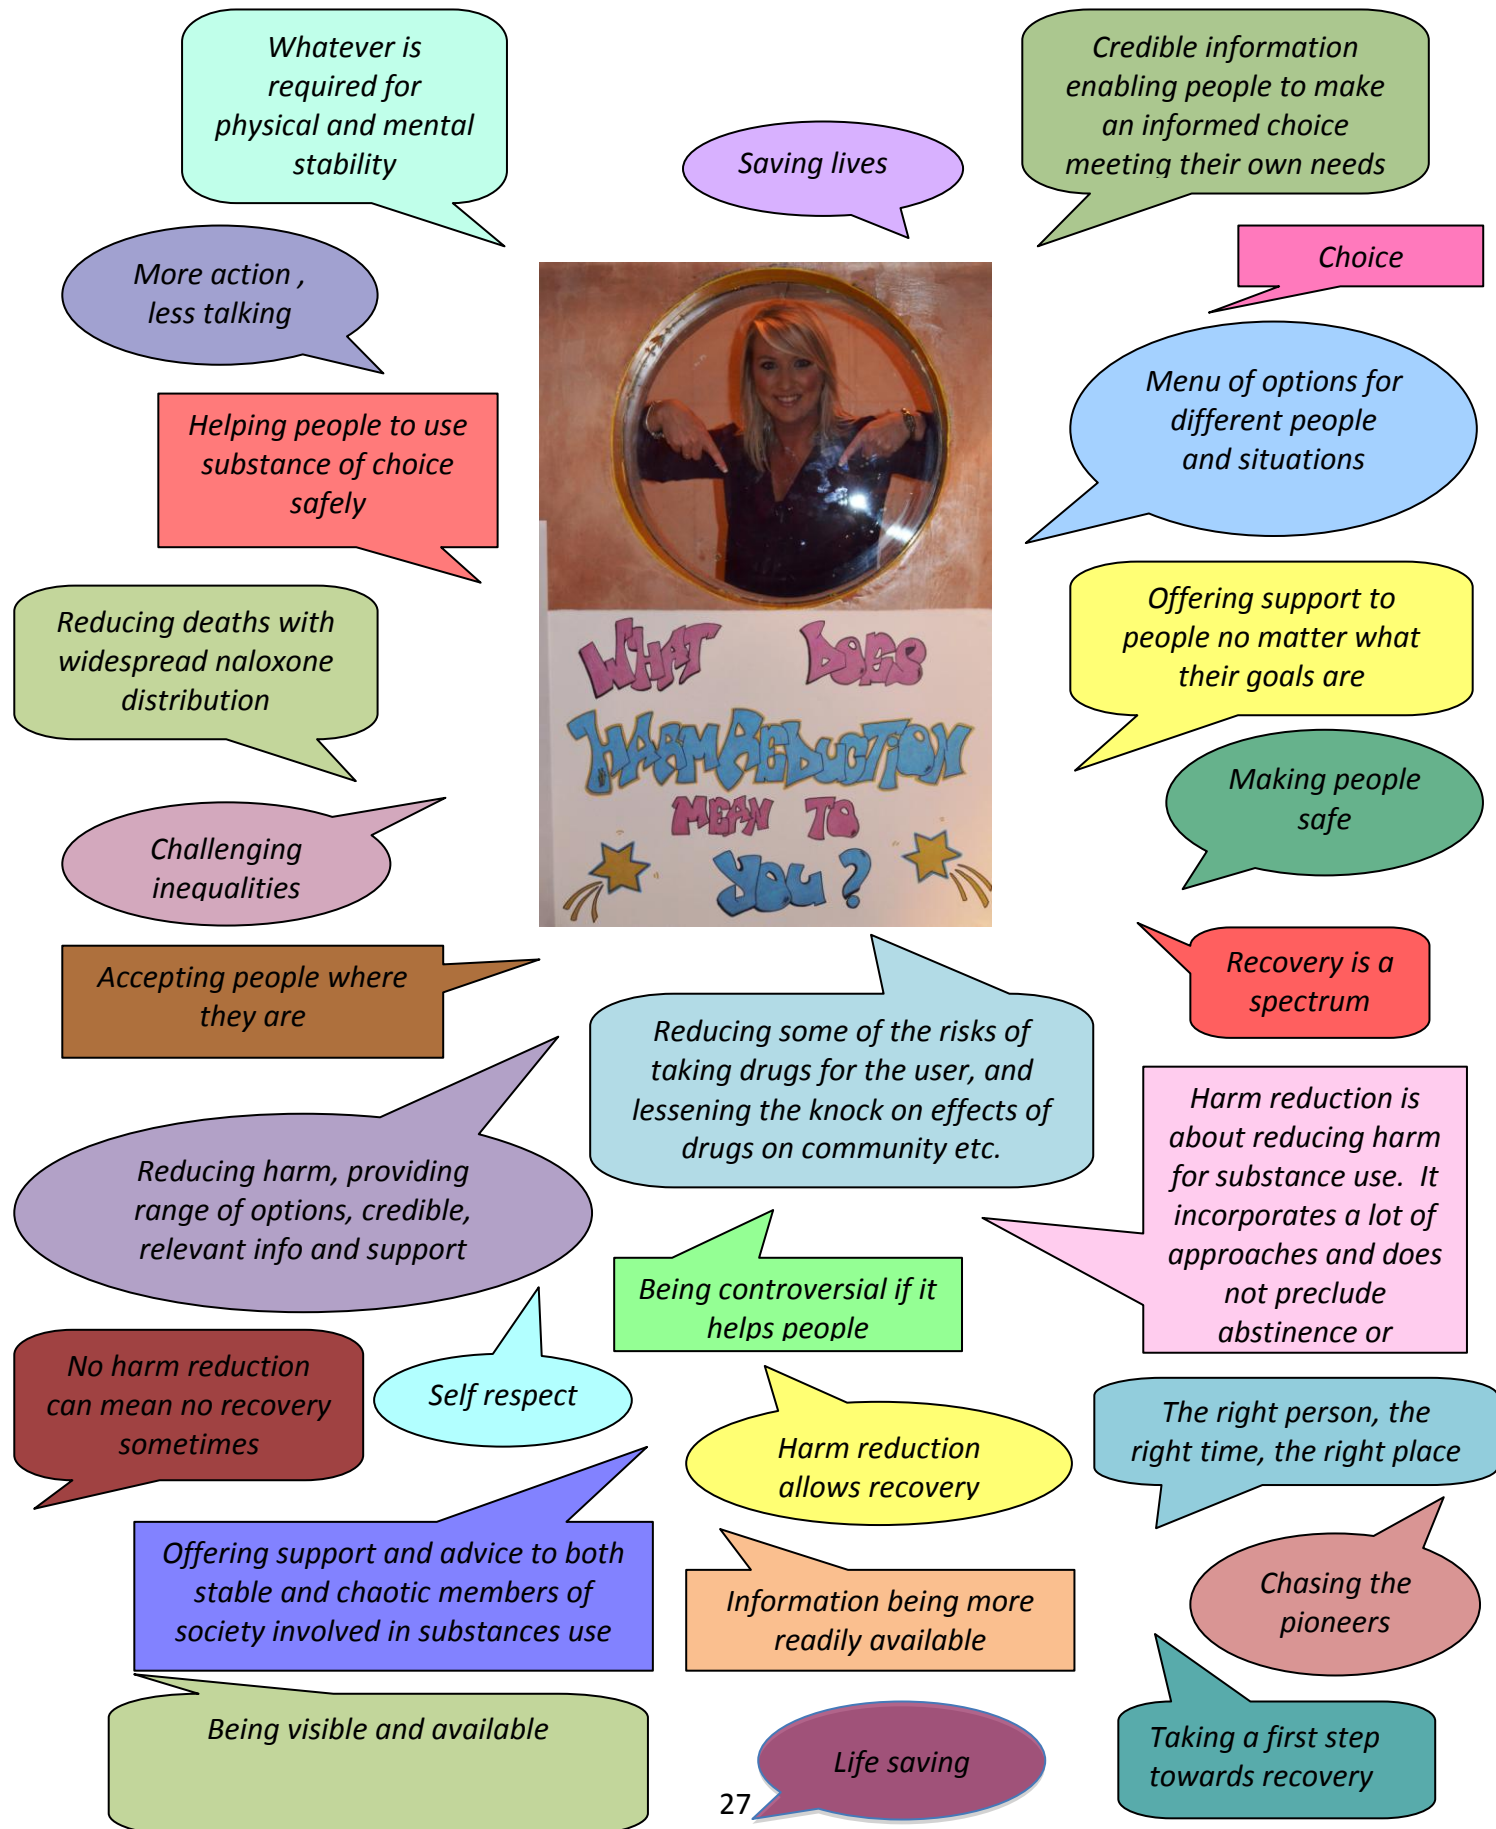 Whatever is
required for
physical and mental
stability
Saving lives
Credible information
enabling people to make
an informed choice
meeting their own needs
More action ,
less talking
Choice
Menu of options for
different people
and situations
Helping people to use
substance of choice
safely
Reducing deaths with
widespread naloxone
distribution
Offering support to
people no matter what
their goals are
WHAT DOES
HARM REDUCTION
MEAN TO
YOU?
Making people
safe
Challenging
inequalities
Accepting people where
they are
Recovery is a
spectrum
Reducing some of the risks of
taking drugs for the user, and
lessening the knock on effects of
drugs on community etc.
Harm reduction is
about reducing harm
for substance use. It
incorporates a lot of
approaches and does
not preclude
abstinence or
Reducing harm, providing
range of options, credible,
relevant info and support
Being controversial if it
helps people
No harm reduction
can mean no recovery
sometimes
Self respect
Harm reduction
allows recovery
The right person, the
right time, the right place
Offering support and advice to both
stable and chaotic members of
society involved in substances use
Information being more
readily available
Chasing the
pioneers
Being visible and available
Life saving
Taking a first step
towards recovery
27